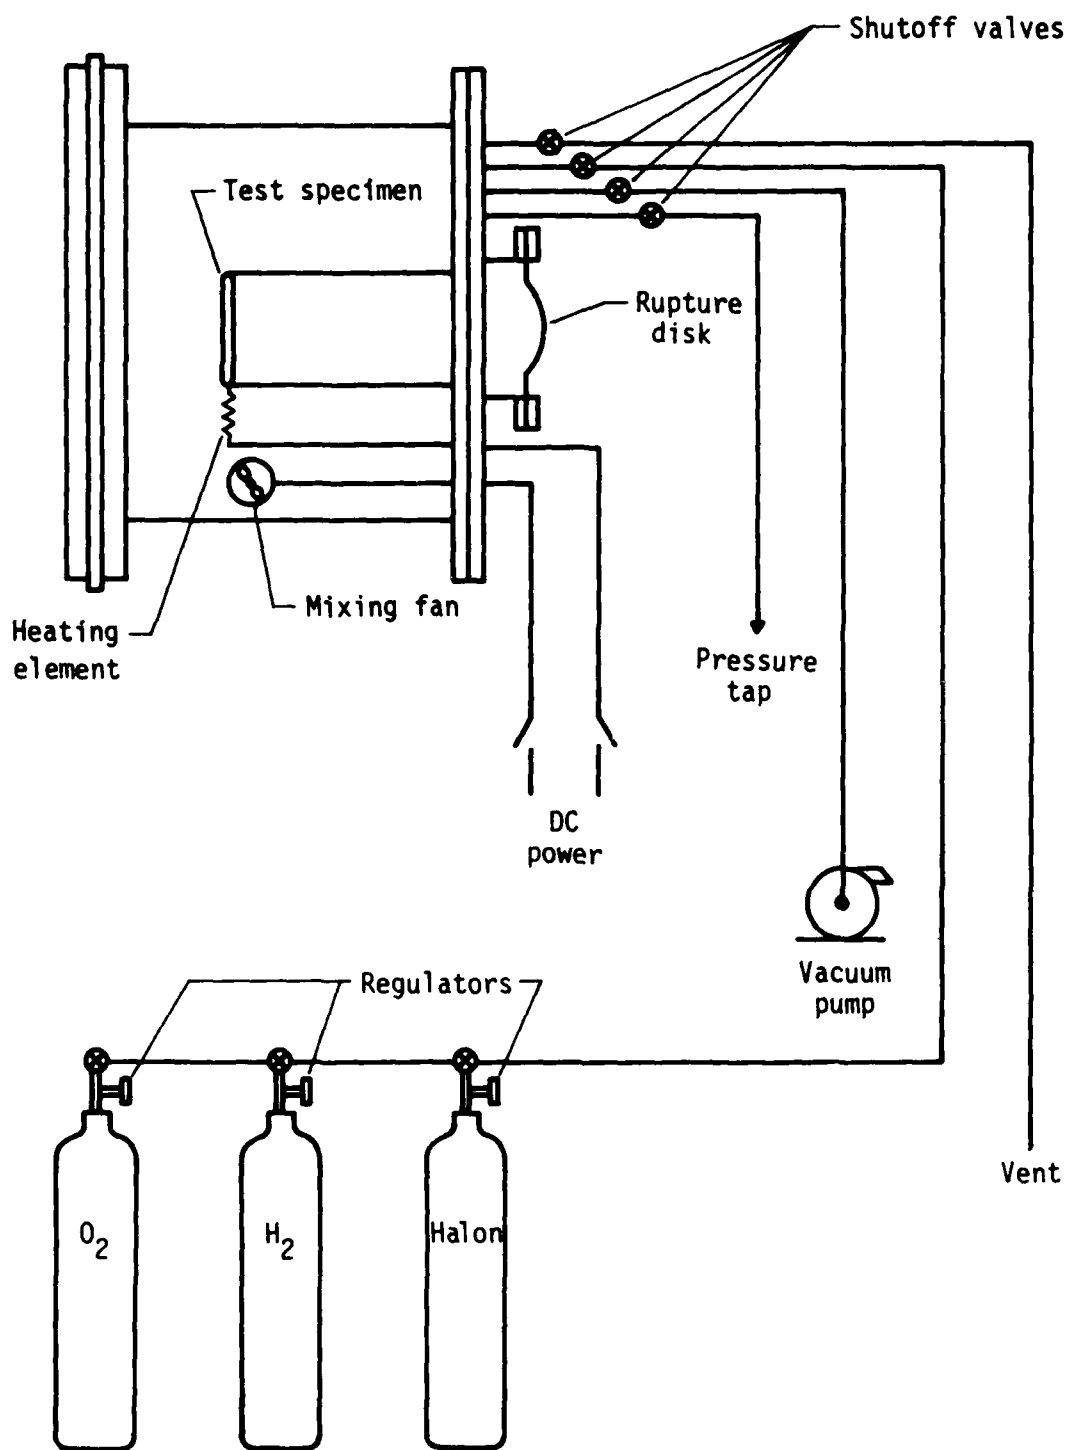 Shutoff valves
Test specimen
Rupture
disk
Mixing fan
Heating
element
Pressure
tap
DC
power
Vacuum
pump
Regulators
Vent
O2
H2
Halon